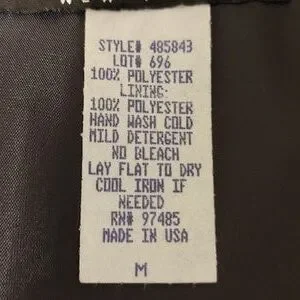 STYLE# 485843
LOT# 696
100% POLYESTER
LINING:
100% POLYESTER
HAND WASH COLD
MILD DETERGENT
NO BLEACH
LAY FLAT TO DRY
COOL IRON IF
NEEDED
RN# 97485
MADE IN USA
M